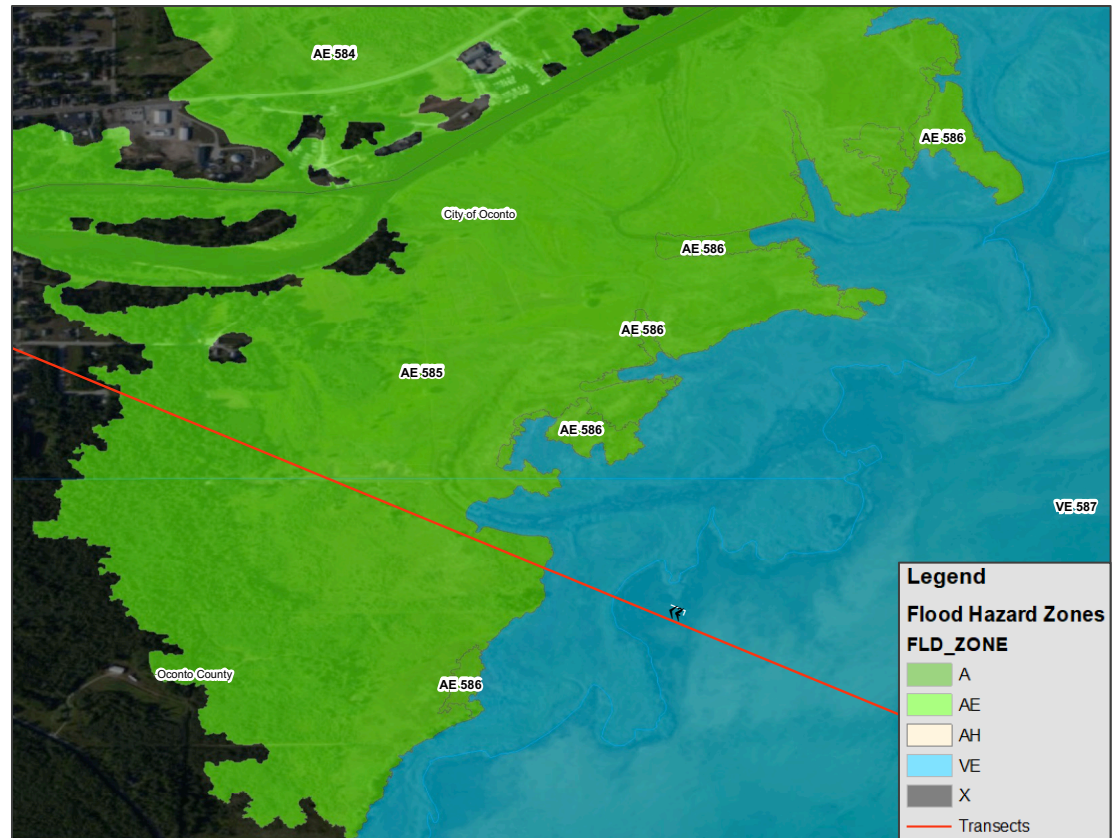 AE 584
AE 586
City of Oconto
AE 586
AE 586
AE 585
AE 586
VE 587
Oconto County
AE 586
Legend
Flood Hazard Zones
FLD_ZONE
A
AE
AH
VE
X
Transects